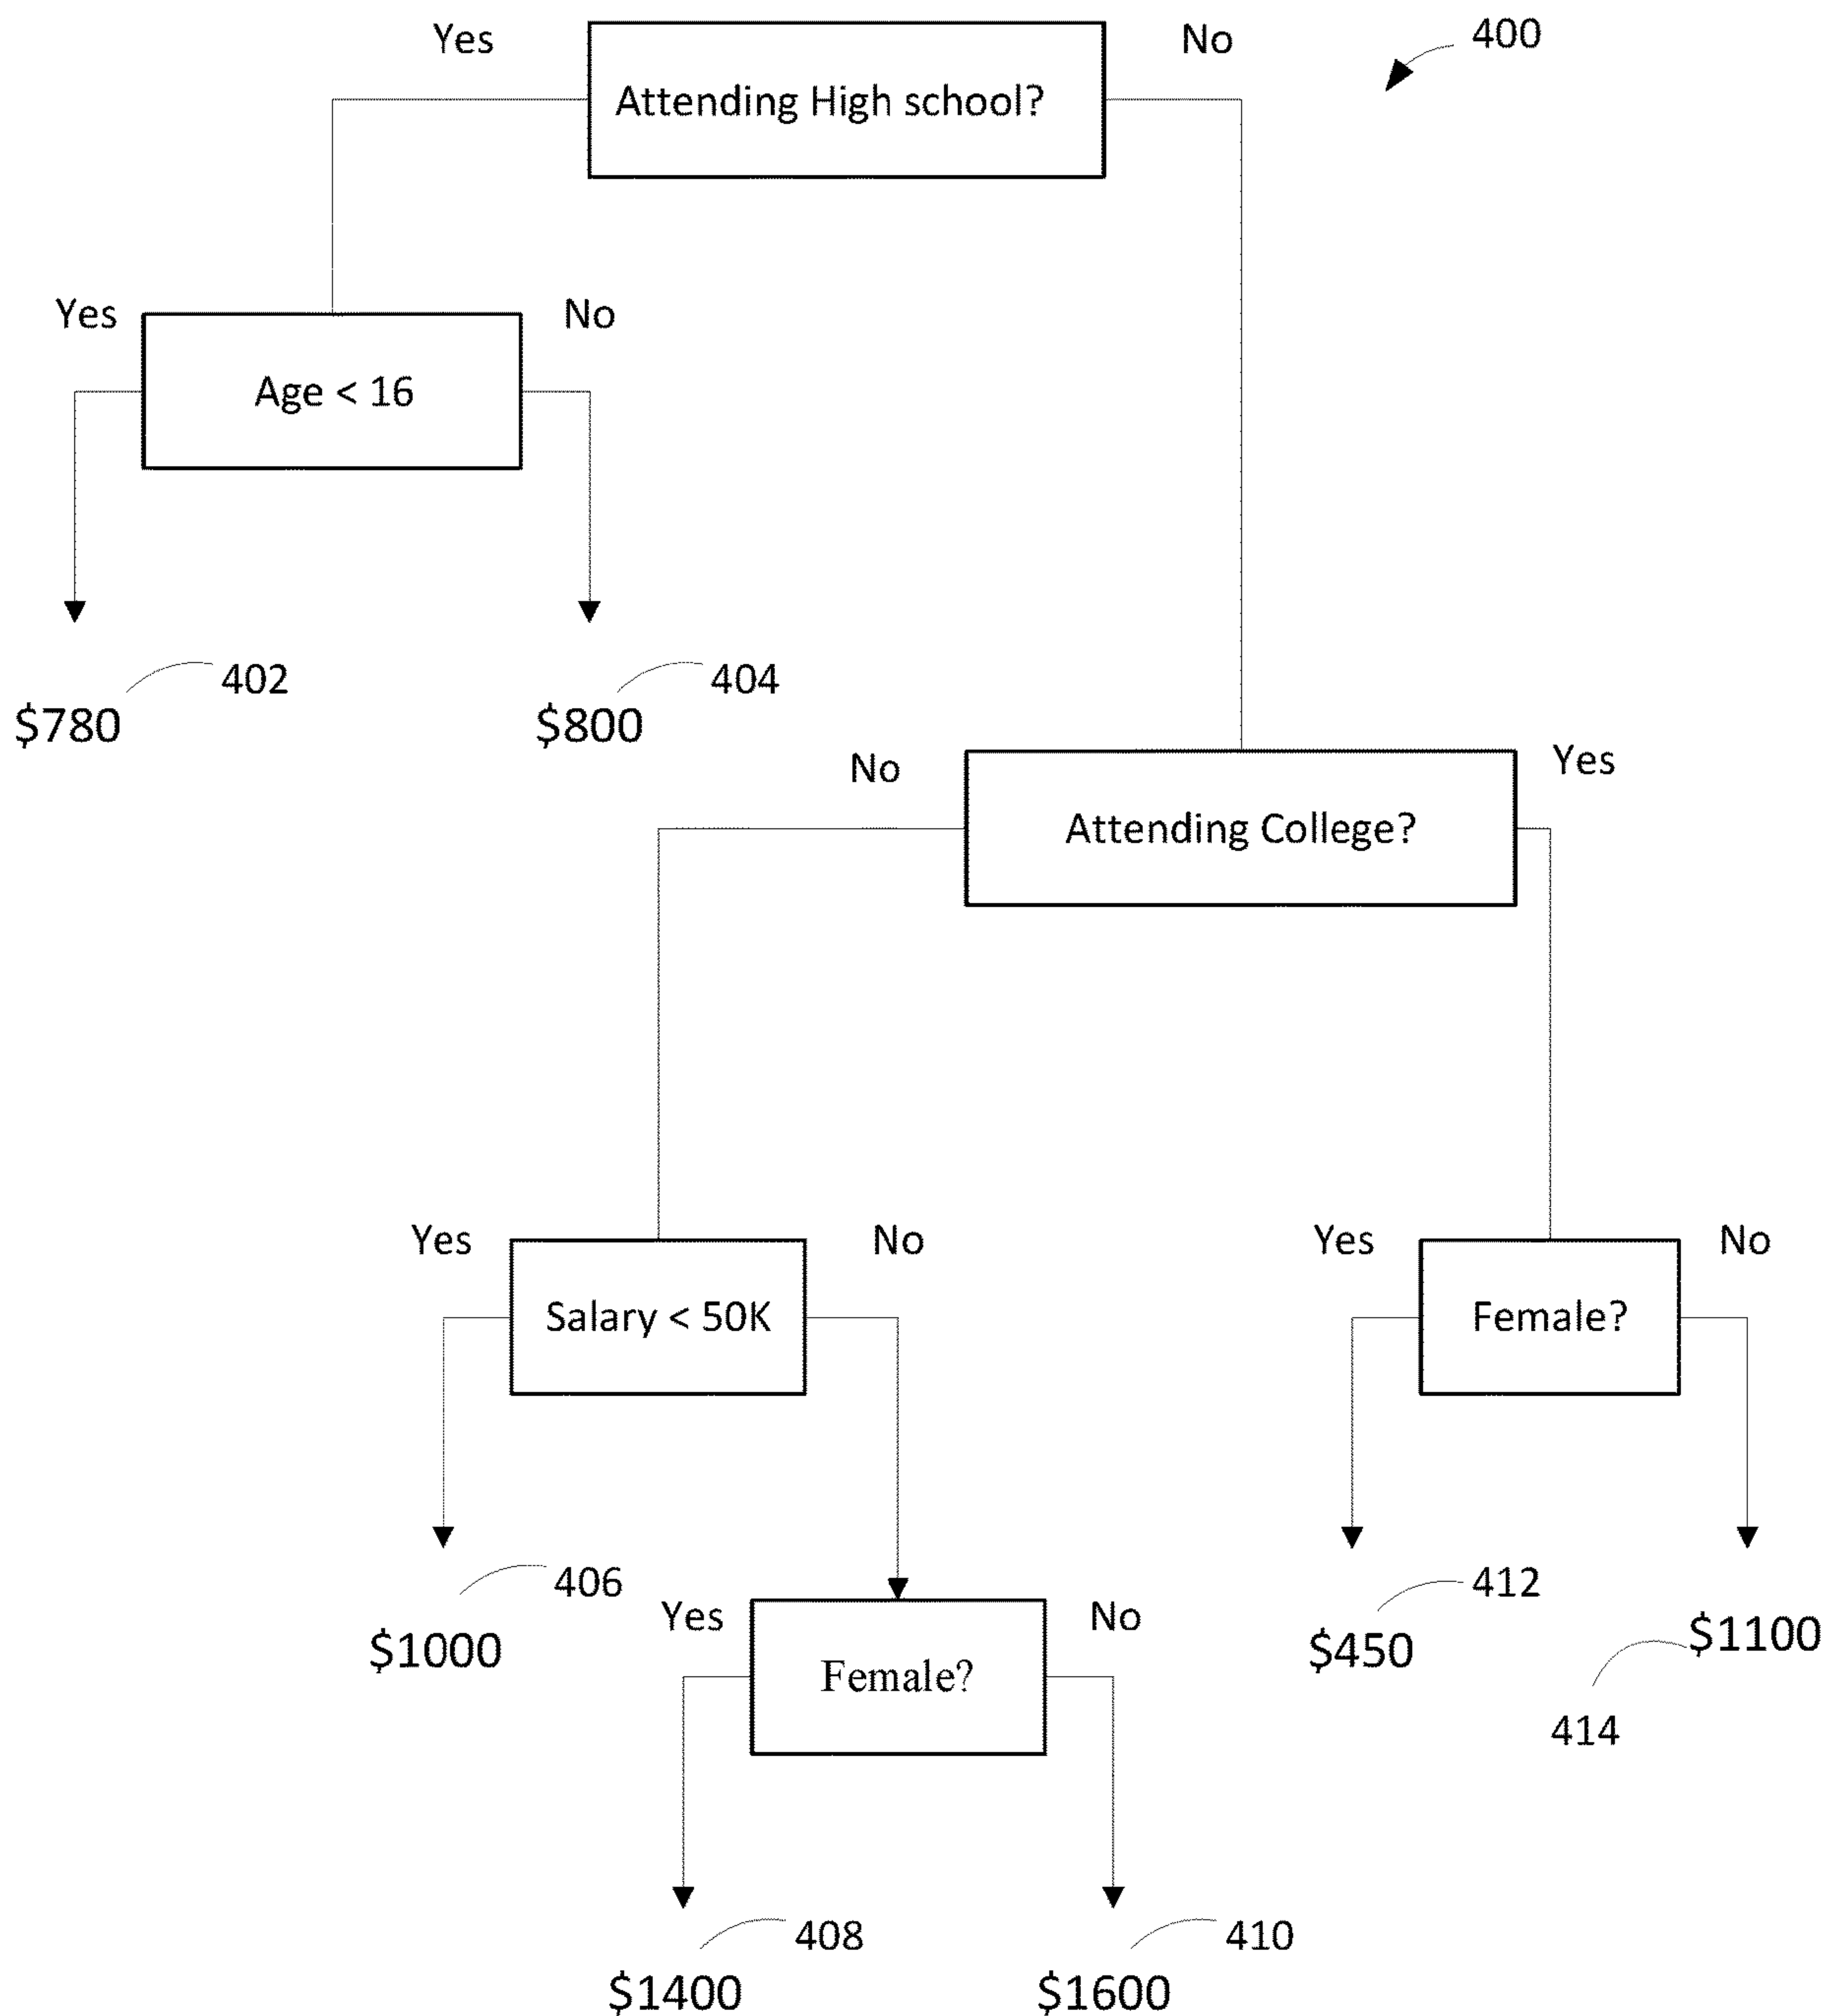 Yes
No
400
Attending High school?
Yes
No
Age < 16
402
404
$780
$800
No
Yes
Attending College?
Yes
No
Yes
No
Salary < 50K
Female?
406
412
Yes
No
$1000
$450
$1100
Female?
414
408
410
$1400
$1600